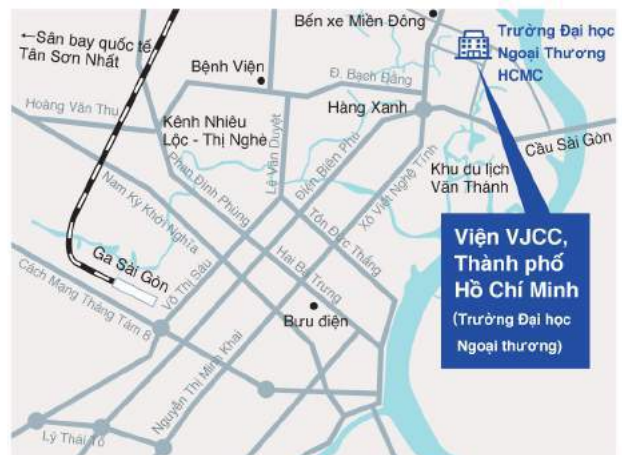 Bến xe Miền Đông
Trường Đại học
Ngoại Thương
HCMC
←Sân bay quốc tế
Tân Sơn Nhất
Bệnh Viện
Đ. Bạch Đằng
Hoàng Văn Thu
Kênh Nhiêu
Lộc - Thị Nghè
Hàng Xanh
Cầu Sài Gòn
Lê Văn Duyệt
Điện Biên Phủ
Xô Viết Nghệ Tĩnh
Khu du lịch
Văn Thánh
Phan Đình Phùng
Nam Kỳ Khởi Nghĩa
Tôn Đức Thắng
Hai Bà Trưng
Viện VJCC,
Thành phố
Hồ Chí Minh
(Trường Đại học
Ngoại thương)
Ga Sài Gòn
Võ Thị Sáu
Cách Mạng Tháng Tám 8
Bưu điện
Nguyễn Thị Minh Khai
Lý Thái Tổ